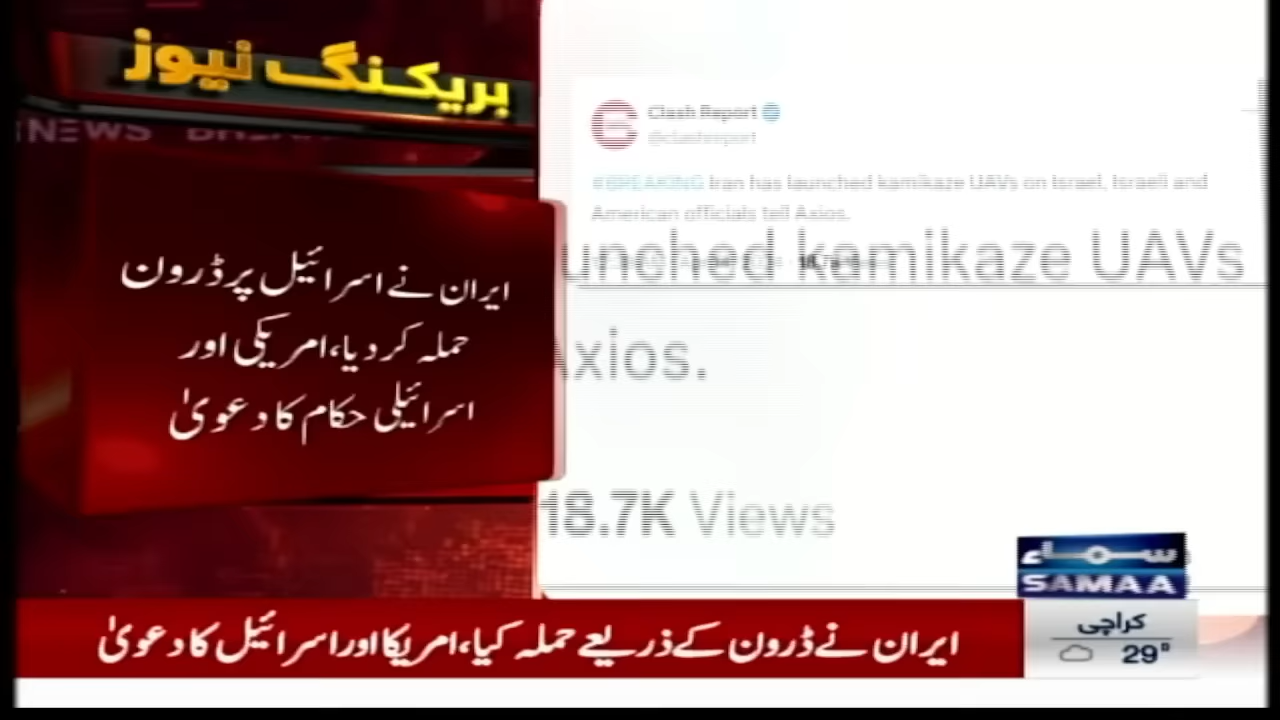 بریکنگ نیوز
ایران نے اسرائیل پر ڈرون
حملہ کر دیا، امریکی اور
اسرائیلی حکام کا دعویٰ
Clash Report
@clashreport
Iran has launched kamikaze UAVs on Israel, Israeli and
American officials tell Axios.
unched kamikaze UAVs
Axios.
18.7K Views
سماء
SAMAA
ایران نے ڈرون کے ذریعے حملہ کیا، امریکا اور اسرائیل کا دعویٰ
کراچی
29°